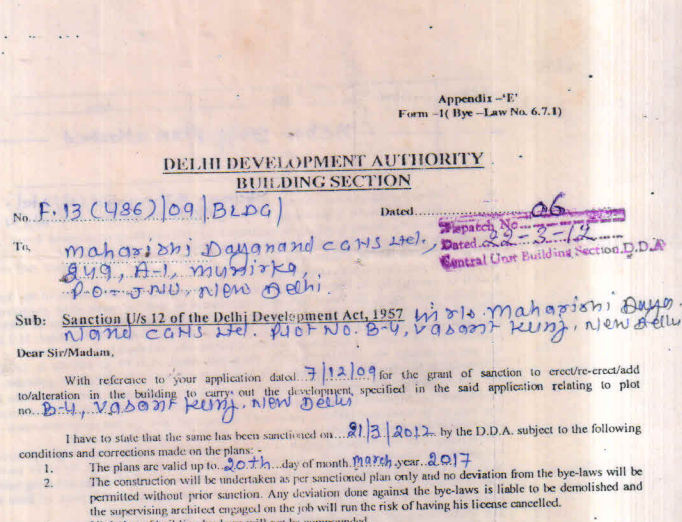 Appendix –'E'
Form –I( Bye –Law No. 6.7.1)
DELHI DEVELOPMENT AUTHORITY
BUILDING SECTION
No. F.13(486)/09/BLDG/ Dated....................
Dispatch No. 06
Dated 22-3-12
Central Unit Building Section D.D.A
To,
Maharishi Dayanand CGHS Ltd.,
949, A-1, Munirka,
P.O. JNU, New Delhi.
Sub: Sanction U/s 12 of the Delhi Development Act, 1957 in r/o Maharishi Daya
Nand CGHS Ltd. Plot No. B-4, Vasant Kunj, New Delhi
Dear Sir/Madam,
With reference to your application dated 7/12/09 for the grant of sanction to erect/re-erect/add
to/alteration in the building to carry out the development specified in the said application relating to plot
no. B-4, Vasant Kunj, New Delhi
I have to state that the same has been sanctioned on 21/3/2012 by the D.D.A. subject to the following
conditions and corrections made on the plans: -
1. The plans are valid up to 20th day of month March year 2017
2. The construction will be undertaken as per sanctioned plan only and no deviation from the bye-laws will be
permitted without prior sanction. Any deviation done against the bye-laws is liable to be demolished and
the supervising architect engaged on the job will run the risk of having his license cancelled.